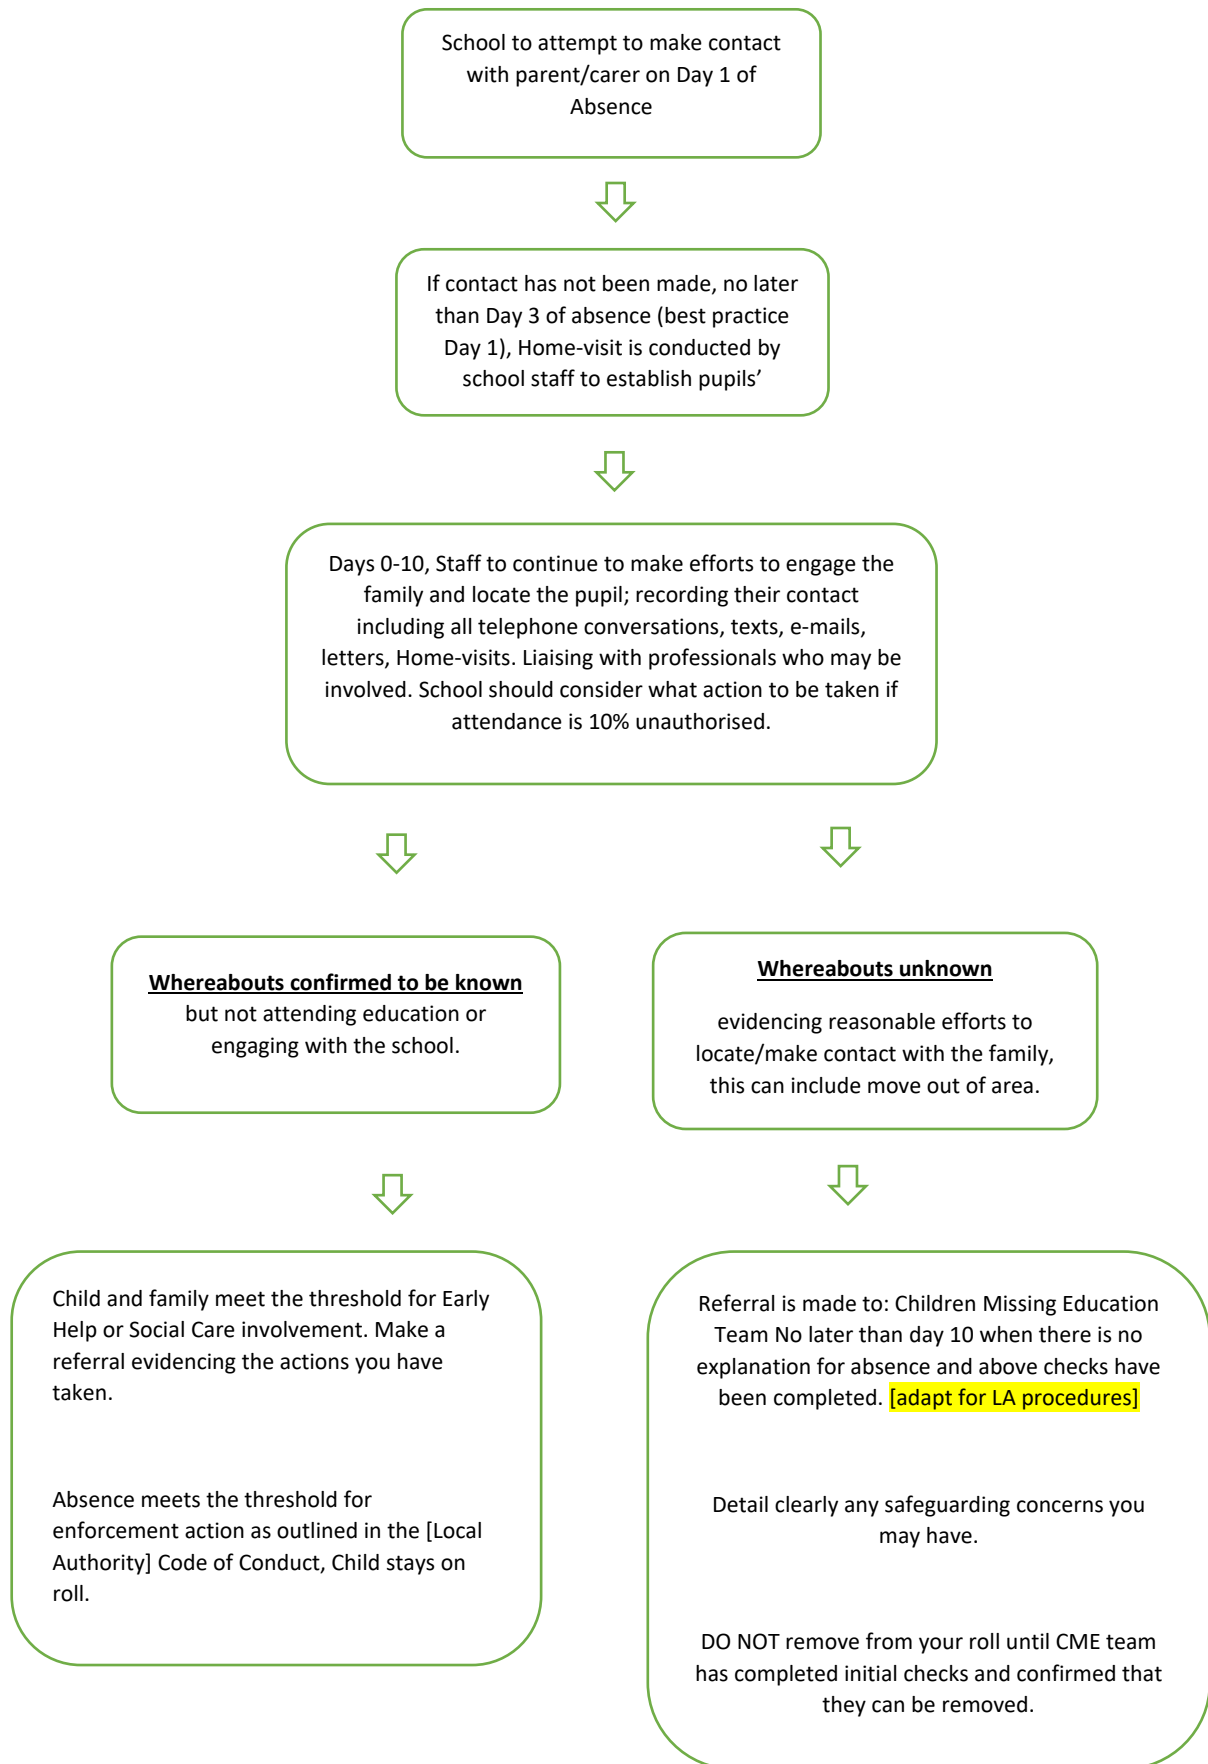 School to attempt to make contact
with parent/carer on Day 1 of
Absence
If contact has not been made, no later
than Day 3 of absence (best practice
Day 1), Home-visit is conducted by
school staff to establish pupils’
Days 0-10, Staff to continue to make efforts to engage the
family and locate the pupil; recording their contact
including all telephone conversations, texts, e-mails,
letters, Home-visits. Liaising with professionals who may be
involved. School should consider what action to be taken if
attendance is 10% unauthorised.
Whereabouts confirmed to be known
but not attending education or
engaging with the school.
Whereabouts unknown
evidencing reasonable efforts to
locate/make contact with the family,
this can include move out of area.
Child and family meet the threshold for Early
Help or Social Care involvement. Make a
referral evidencing the actions you have
taken.
Absence meets the threshold for
enforcement action as outlined in the [Local
Authority] Code of Conduct, Child stays on
roll.
Referral is made to: Children Missing Education
Team No later than day 10 when there is no
explanation for absence and above checks have
been completed. [adapt for LA procedures]
Detail clearly any safeguarding concerns you
may have.
DO NOT remove from your roll until CME team
has completed initial checks and confirmed that
they can be removed.